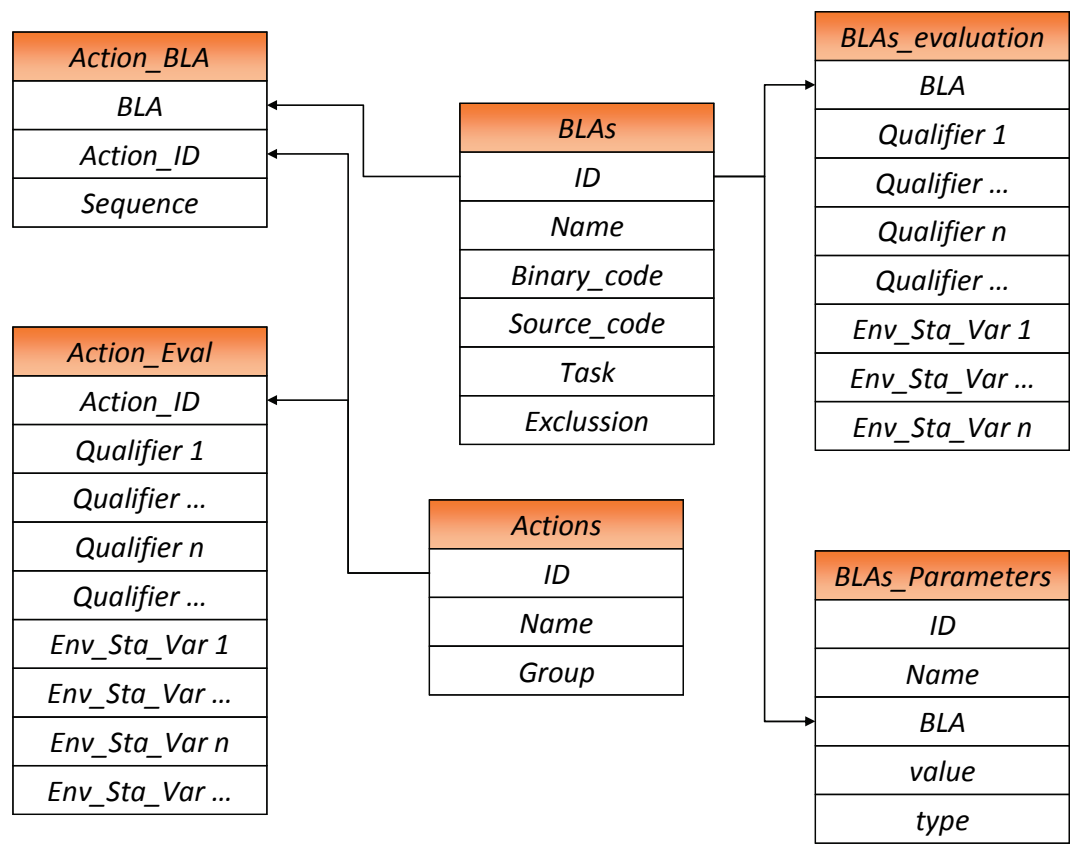 Action_BLA
BLA
Action_ID
Sequence
Action_Eval
Action_ID
Qualifier 1
Qualifier ...
Qualifier n
Qualifier ...
Env_Sta_Var 1
Env_Sta_Var ...
Env_Sta_Var n
Env_Sta_Var ...
BLAs
ID
Name
Binary_code
Source_code
Task
Exclussion
Actions
ID
Name
Group
BLAs_evaluation
BLA
Qualifier 1
Qualifier ...
Qualifier n
Qualifier ...
Env_Sta_Var 1
Env_Sta_Var ...
Env_Sta_Var n
BLAs_Parameters
ID
Name
BLA
value
type